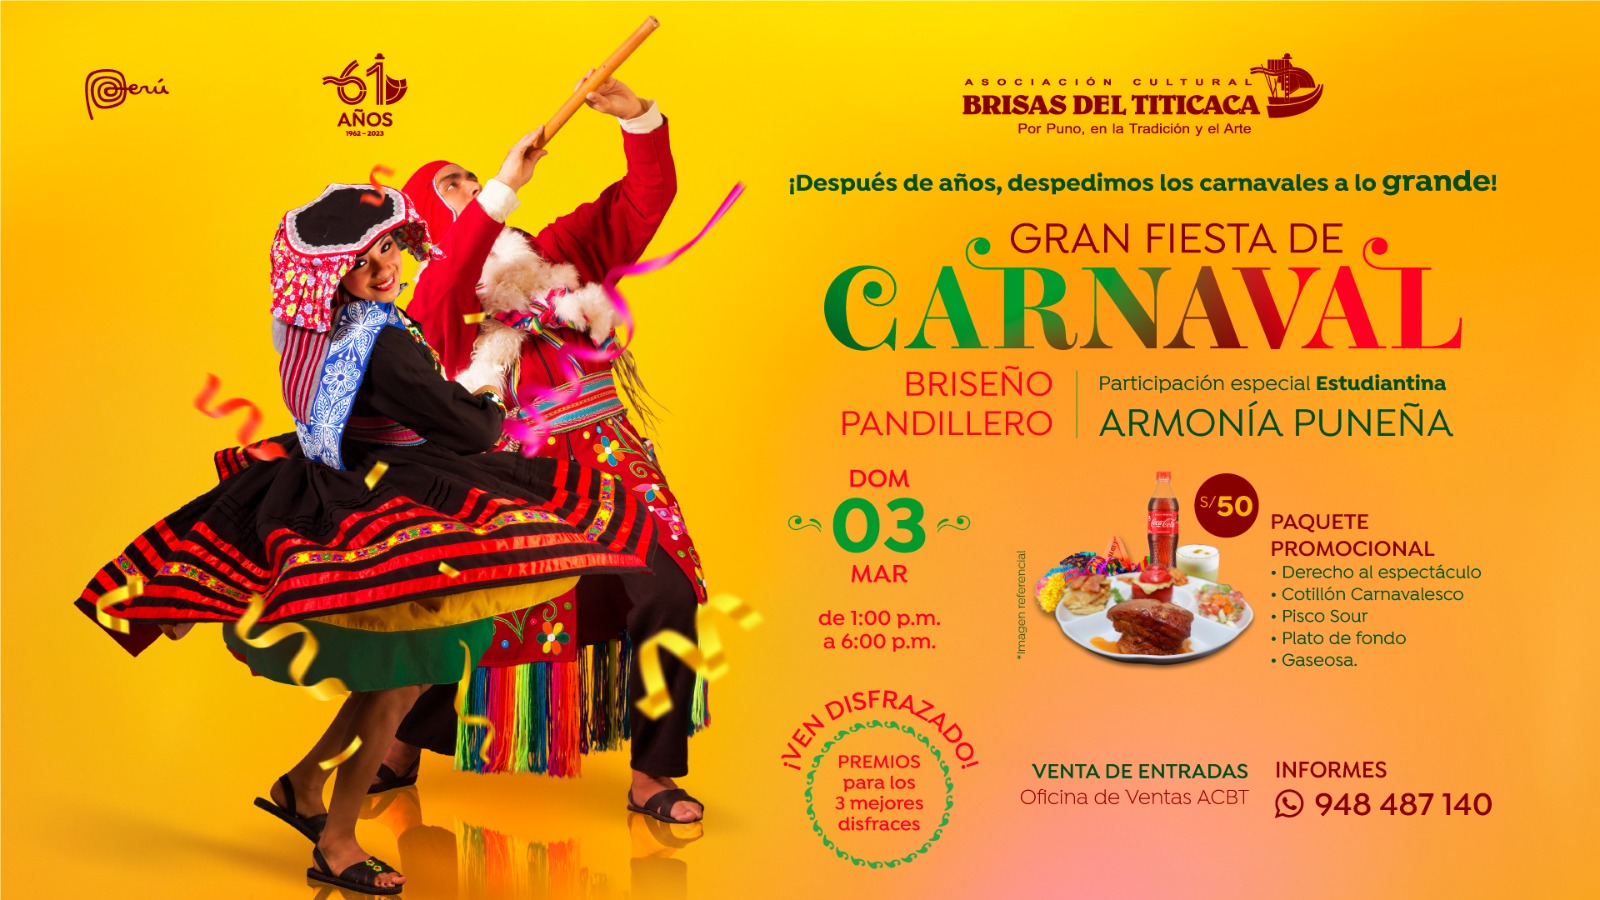 Perú
61
AÑOS
1962 - 2023
ASOCIACIÓN CULTURAL
BRISAS DEL TITICACA
Por Puno, en la Tradición y el Arte
¡Después de años, despedimos los carnavales a lo grande!
GRAN FIESTA DE
CARNAVAL
BRISEÑO
PANDILLERO
Participación especial Estudiantina
ARMONÍA PUNEÑA
DOM
03
MAR
de 1:00 p.m.
a 6:00 p.m.
*Imagen referencial
Coca-Cola
S/50
PAQUETE
PROMOCIONAL
• Derecho al espectáculo
• Cotillón Carnavalesco
• Pisco Sour
• Plato de fondo
• Gaseosa.
¡VEN DISFRAZADO!
PREMIOS
para los
3 mejores
disfraces
VENTA DE ENTRADAS
Oficina de Ventas ACBT
INFORMES
948 487 140